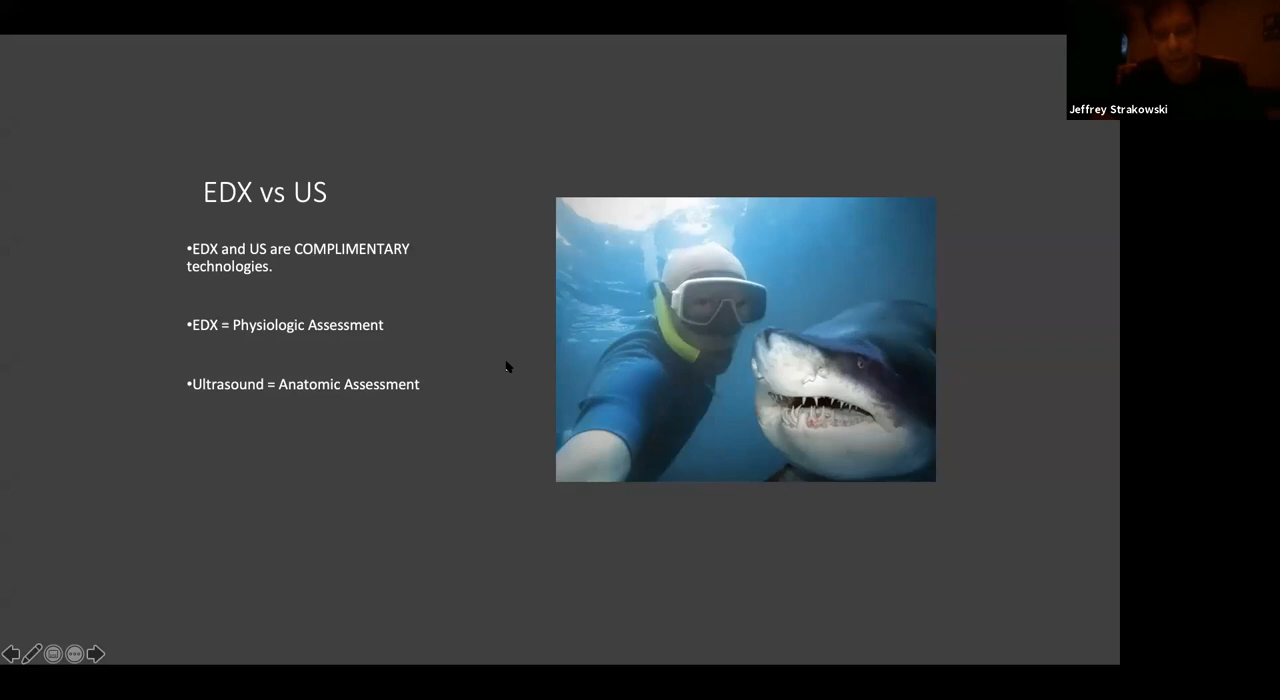 Jeffrey Strakowski
EDX vs US
•EDX and US are COMPLIMENTARY
technologies.
•EDX = Physiologic Assessment
•Ultrasound = Anatomic Assessment